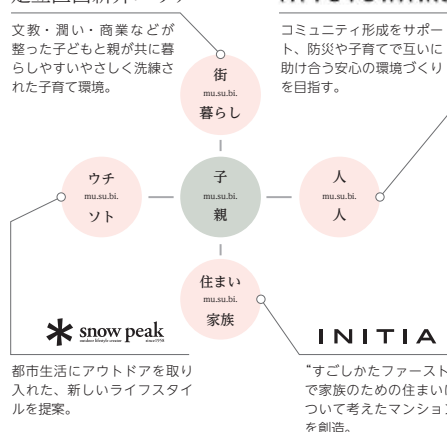 文教・潤い・商業などが
整った子どもと親が共に暮
らしやすいやさしく洗練さ
れた子育て環境。
コミュニティ形成をサポー
ト、防災や子育てで互いに
助け合う安心の環境づくり
を目指す。
街
mu.su.bi.
暮らし
ウチ
mu.su.bi.
ソト
子
mu.su.bi.
親
人
mu.su.bi.
人
住まい
mu.su.bi.
家族
snow peak
outdoor lifestyle creator since1958
INITIA
都市生活にアウトドアを取り
入れた、新しいライフスタイ
ルを提案。
“すごしかたファースト
で家族のための住まいに
ついて考えたマンション
を創造。